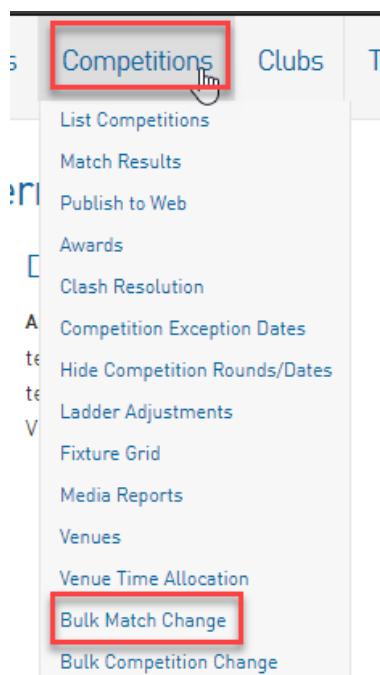 Competitions Clubs
List Competitions
Match Results
Publish to Web
Awards
Clash Resolution
Competition Exception Dates
Hide Competition Rounds/Dates
Ladder Adjustments
Fixture Grid
Media Reports
Venues
Venue Time Allocation
Bulk Match Change
Bulk Competition Change